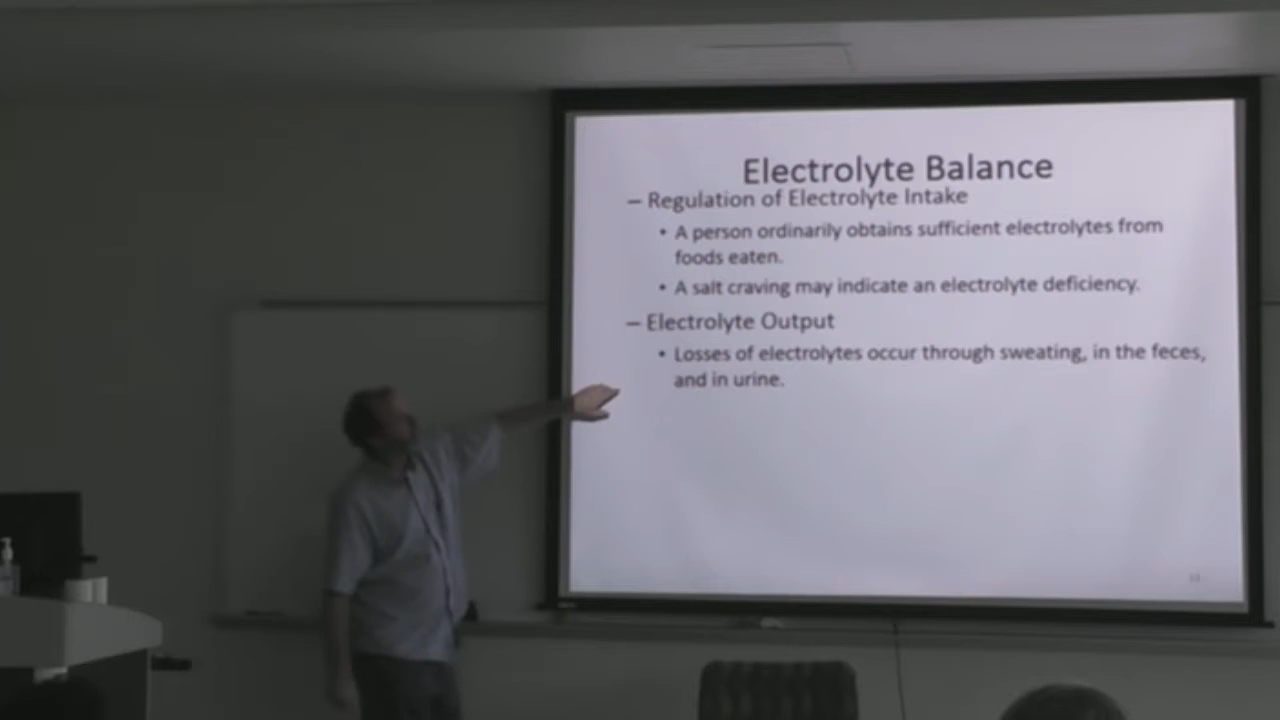 Electrolyte Balance
– Regulation of Electrolyte Intake
• A person ordinarily obtains sufficient electrolytes from
foods eaten.
• A salt craving may indicate an electrolyte deficiency.
– Electrolyte Output
• Losses of electrolytes occur through sweating, in the feces,
and in urine.